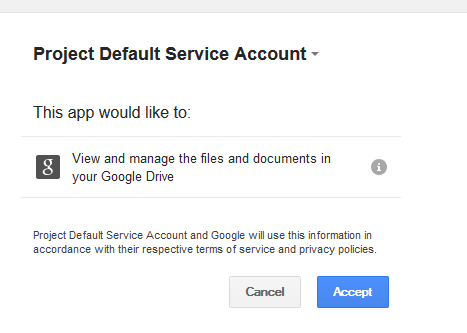 Project Default Service Account
This app would like to:
g
View and manage the files and documents in
your Google Drive
i
Project Default Service Account and Google will use this information in
accordance with their respective terms of service and privacy policies.
Cancel
Accept